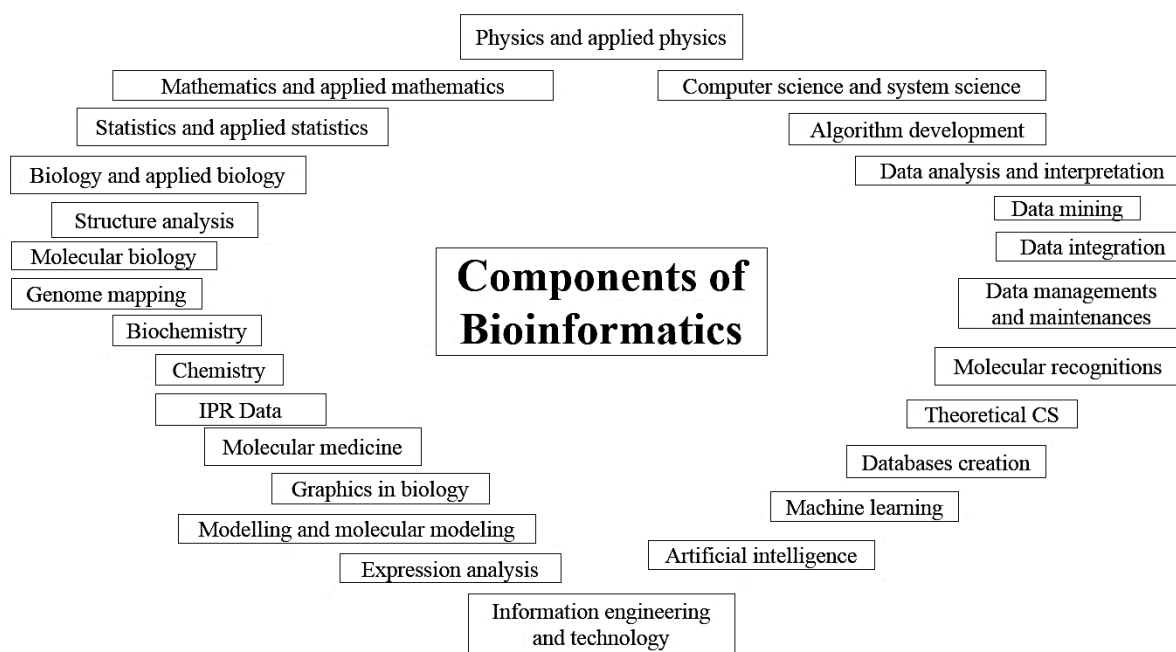 Physics and applied physics
Mathematics and applied mathematics
Computer science and system science
Statistics and applied statistics
Algorithm development
Biology and applied biology
Data analysis and interpretation
Structure analysis
Data mining
Molecular biology
Data integration
Components of
Bioinformatics
Genome mapping
Data managements
and maintenances
Biochemistry
Chemistry
Molecular recognitions
IPR Data
Theoretical CS
Molecular medicine
Databases creation
Graphics in biology
Machine learning
Modelling and molecular modeling
Artificial intelligence
Expression analysis
Information engineering
and technology